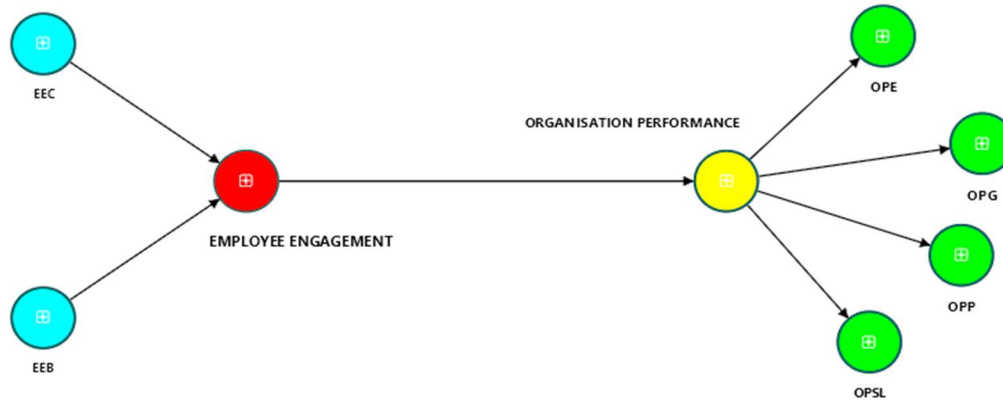 EEC
EEB
EMPLOYEE ENGAGEMENT
ORGANISATION PERFORMANCE
OPE
OPG
OPP
OPSL